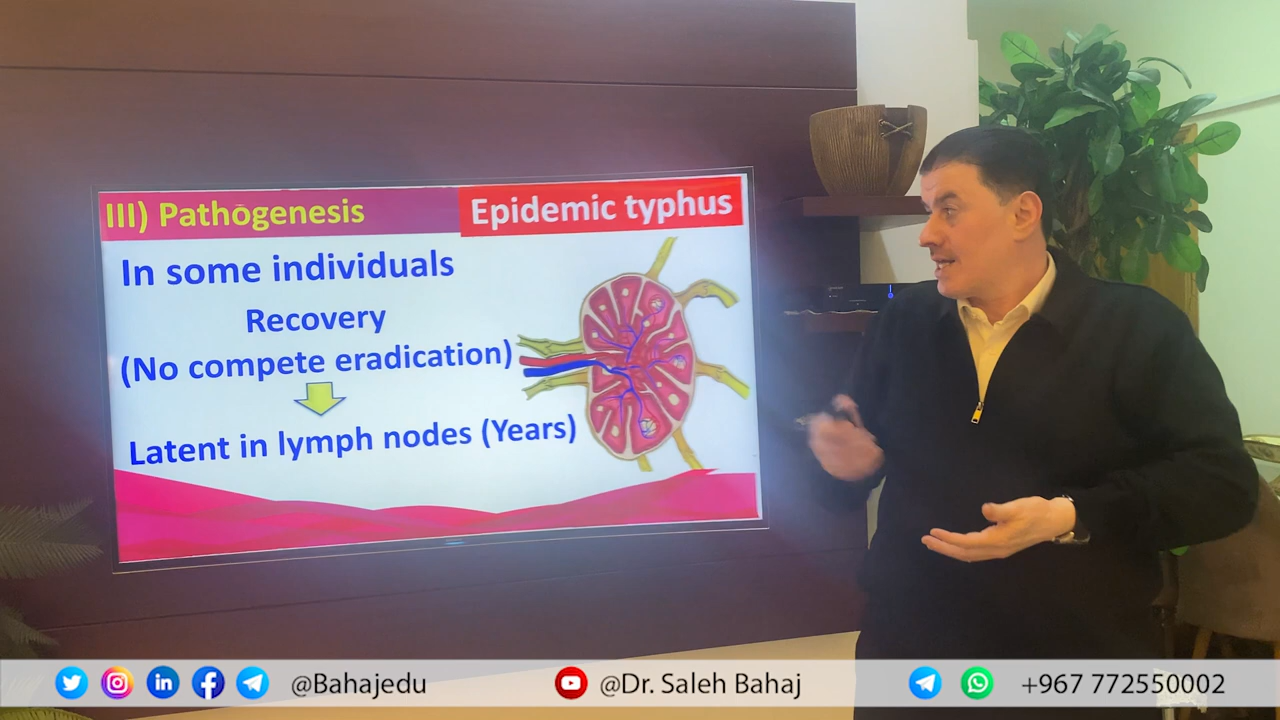 III) Pathogenesis
Epidemic typhus
In some individuals
Recovery
(No compete eradication)
Latent in lymph nodes (Years)
@Bahajedu
@Dr. Saleh Bahaj
+967 772550002